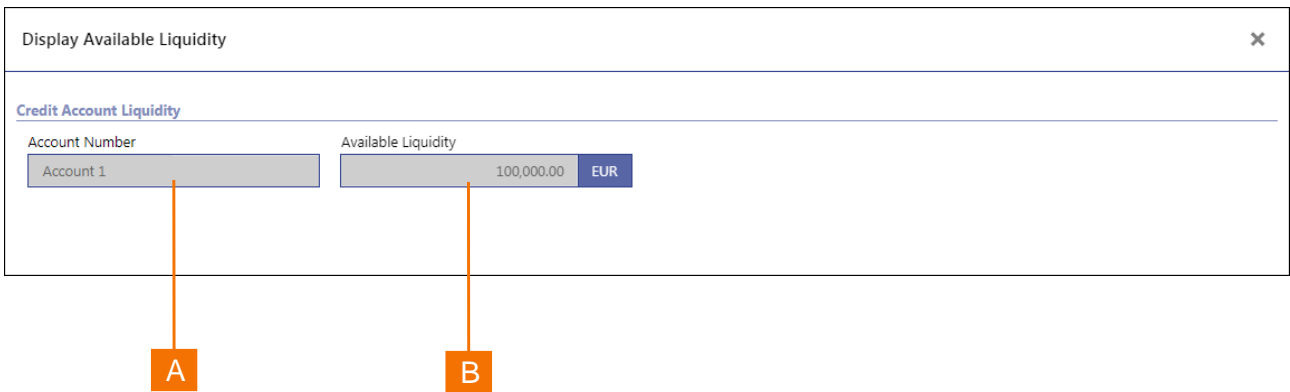 Display Available Liquidity ×
Credit Account Liquidity
Account Number Available Liquidity
Account 1 100,000.00 EUR
A B